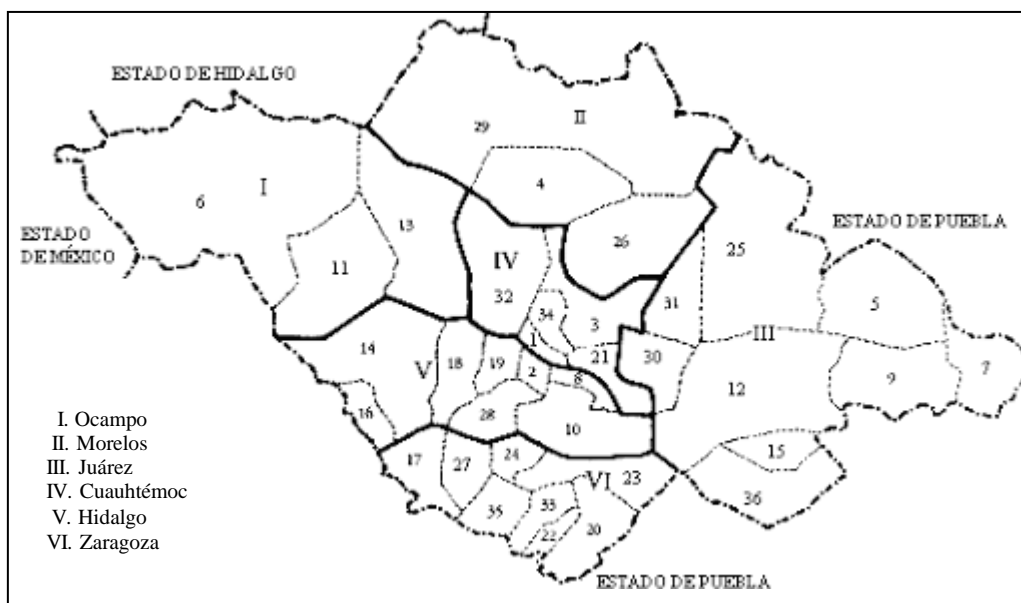 ESTADO DE HIDALGO
II
29
4
I
6
ESTADO DE PUEBLA
13
26
25
ESTADO
DE MÉXICO
IV
11
32
31
5
34
3
1
III
14
V
18
19
2
21
8
30
7
9
12
16
28
10
I. Ocampo
II. Morelos
III. Juárez
IV. Cuauhtémoc
V. Hidalgo
VI. Zaragoza
17
27
24
VI
23
15
36
35
33
22
20
ESTADO DE PUEBLA